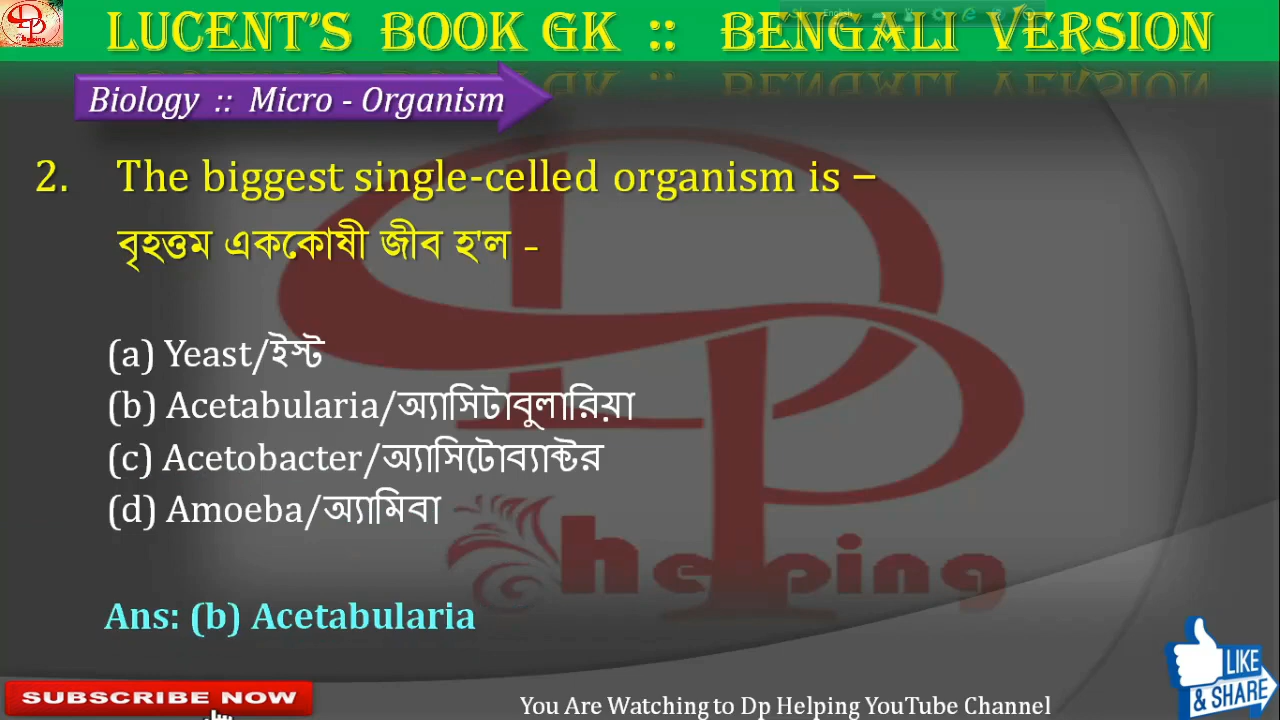 LUCENT'S BOOK GK :: BENGALI VERSION
Biology :: Micro - Organism
2. The biggest single-celled organism is –
বৃহত্তম এককোষী জীব হ'ল -
(a) Yeast/ইস্ট
(b) Acetabularia/অ্যাসিটাবুলারিয়া
(c) Acetobacter/অ্যাসিটোব্যাক্টর
(d) Amoeba/অ্যামিবা
helping
Ans: (b) Acetabularia
LIKE
& SHARE
SUBSCRIBE NOW
You Are Watching to Dp Helping YouTube Channel